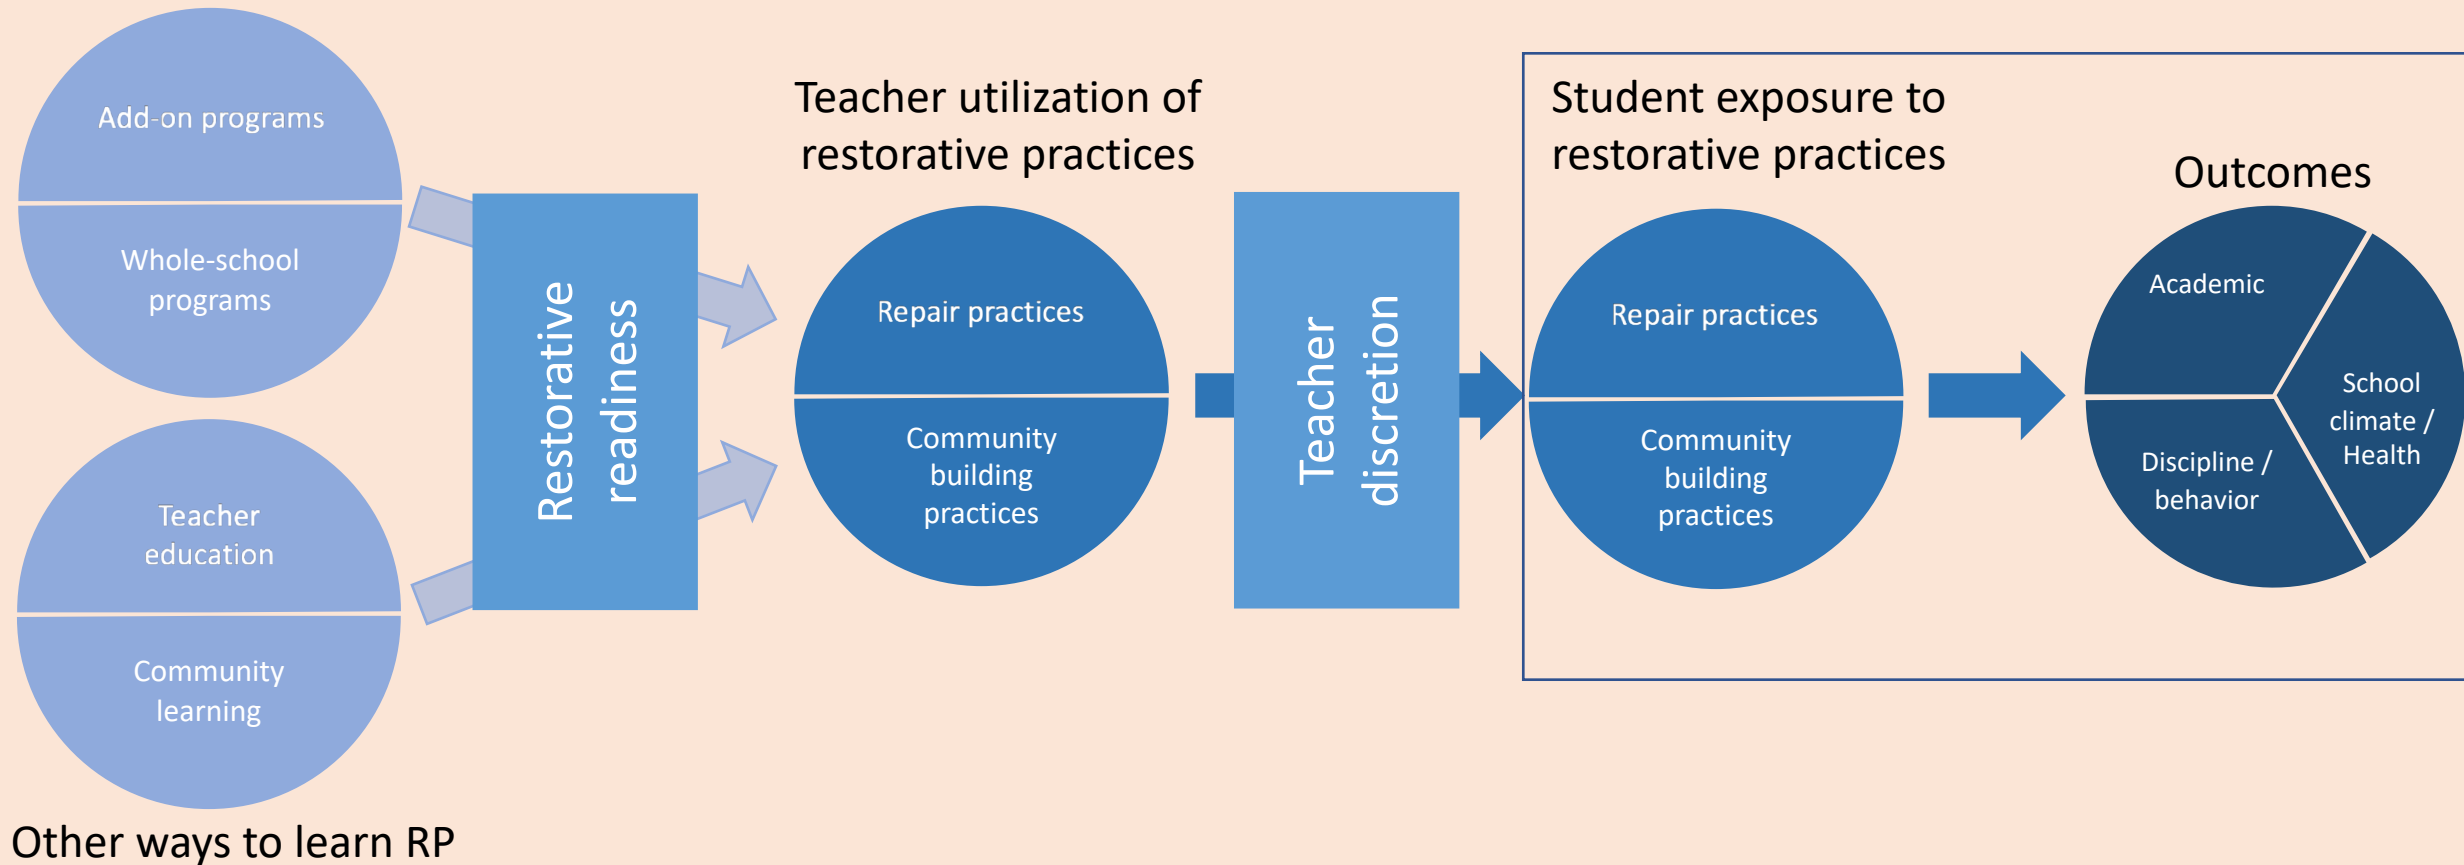 Add-on programs
Whole-school
programs
Teacher
education
Community
learning
Other ways to learn RP
Restorative
readiness
Teacher utilization of
restorative practices
Repair practices
Community
building
practices
Teacher
discretion
Student exposure to
restorative practices
Repair practices
Community
building
practices
Outcomes
Academic
School
climate /
Health
Discipline /
behavior